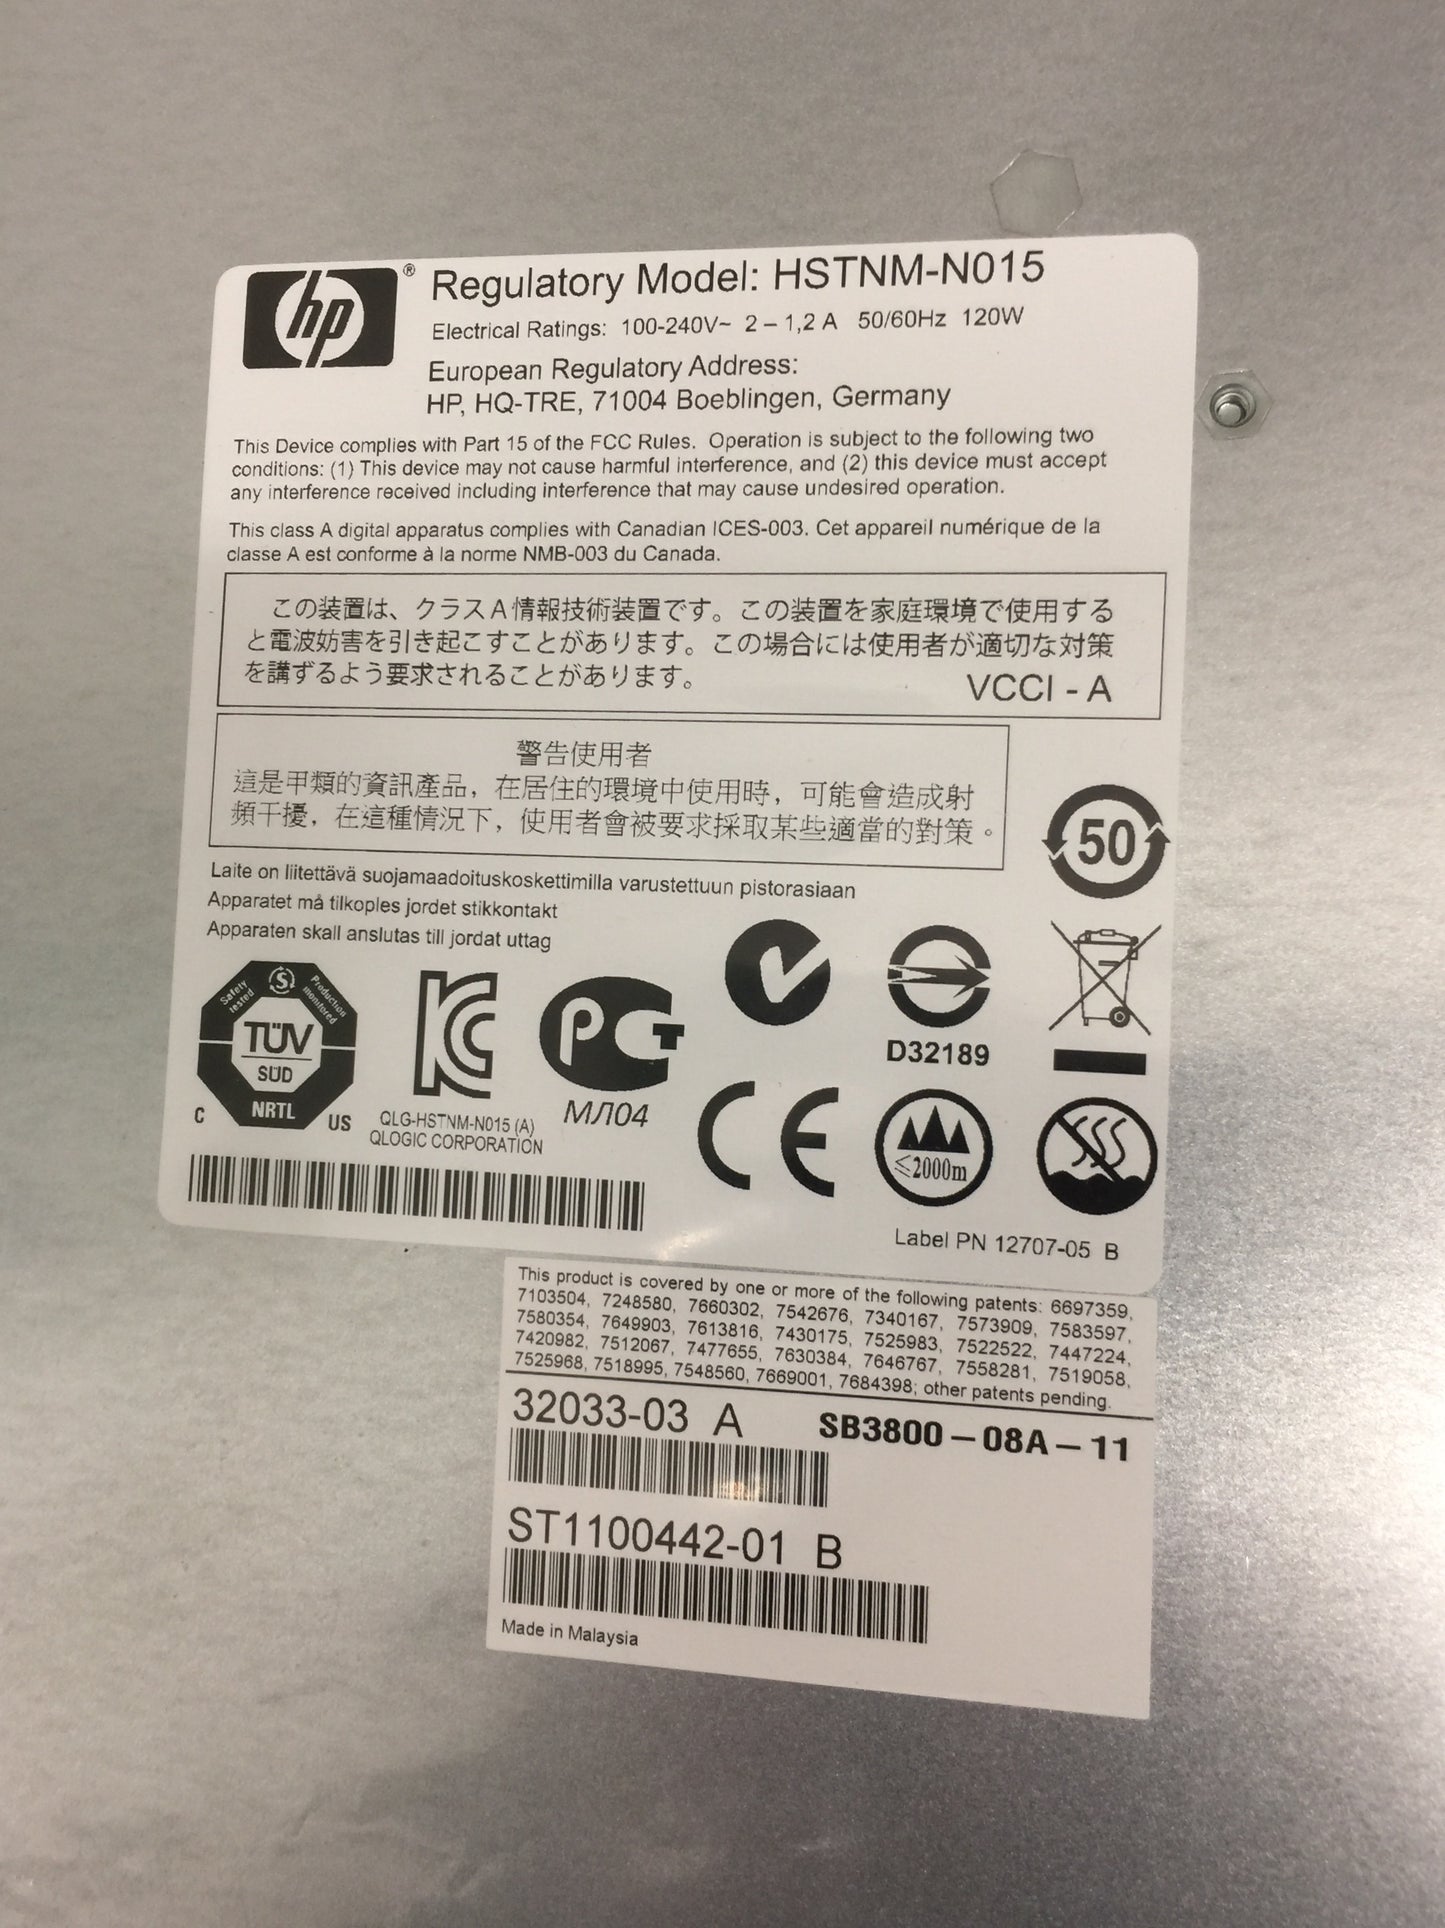 hp ® Regulatory Model: HSTNM-N015
Electrical Ratings: 100-240V~ 2 – 1,2 A 50/60Hz 120W
European Regulatory Address:
HP, HQ-TRE, 71004 Boeblingen, Germany
This Device complies with Part 15 of the FCC Rules. Operation is subject to the following two
conditions: (1) This device may not cause harmful interference, and (2) this device must accept
any interference received including interference that may cause undesired operation.
This class A digital apparatus complies with Canadian ICES-003. Cet appareil numérique de la
classe A est conforme à la norme NMB-003 du Canada.
この装置は、クラスA情報技術装置です。この装置を家庭環境で使用する
と電波妨害を引き起こすことがあります。この場合には使用者が適切な対策
を講ずるよう要求されることがあります。
VCCI - A
警告使用者
這是甲類的資訊產品，在居住的環境中使用時，可能會造成射
頻干擾，在這種情況下，使用者會被要求採取某些適當的對策。
50
Laite on liitettävä suojamaadoituskoskettimilla varustettuun pistorasiaan
Apparatet må tilkoples jordet stikkontakt
Apparaten skall anslutas till jordat uttag
Safety tested
S
Production monitored
TÜV
SÜD
NRTL
C US
QLG-HSTNM-N015 (A)
QLOGIC CORPORATION
РСТ
МЛ04
D32189
CE
≤2000m
Label PN 12707-05 B
This product is covered by one or more of the following patents: 6697359,
7103504, 7248580, 7660302, 7542676, 7340167, 7573909, 7583597,
7580354, 7649903, 7613816, 7430175, 7525983, 7522522, 7447224,
7420982, 7512067, 7477655, 7630384, 7646767, 7558281, 7519058,
7525968, 7518995, 7548560, 7669001, 7684398; other patents pending.
32033-03 A SB3800-08A-11
ST1100442-01 B
Made in Malaysia